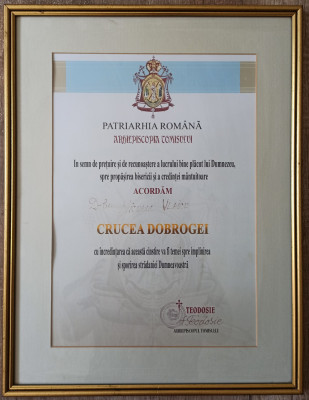 PATRIARHIA ROMÂNĂ
ARHIEPISCOPIA TOMISULUI
În semn de prețuire și de recunoaștere a lucrului bine plăcut lui Dumnezeu,
spre propășirea bisericii și a credinței mântuitoare
ACORDĂM
CRUCEA DOBROGEI
cu încredințarea că această cinstire va fi temei spre împlinirea
și sporirea strădaniei Dumneavoastră
† TEODOSIE
ARHIEPISCOPUL TOMISULUI